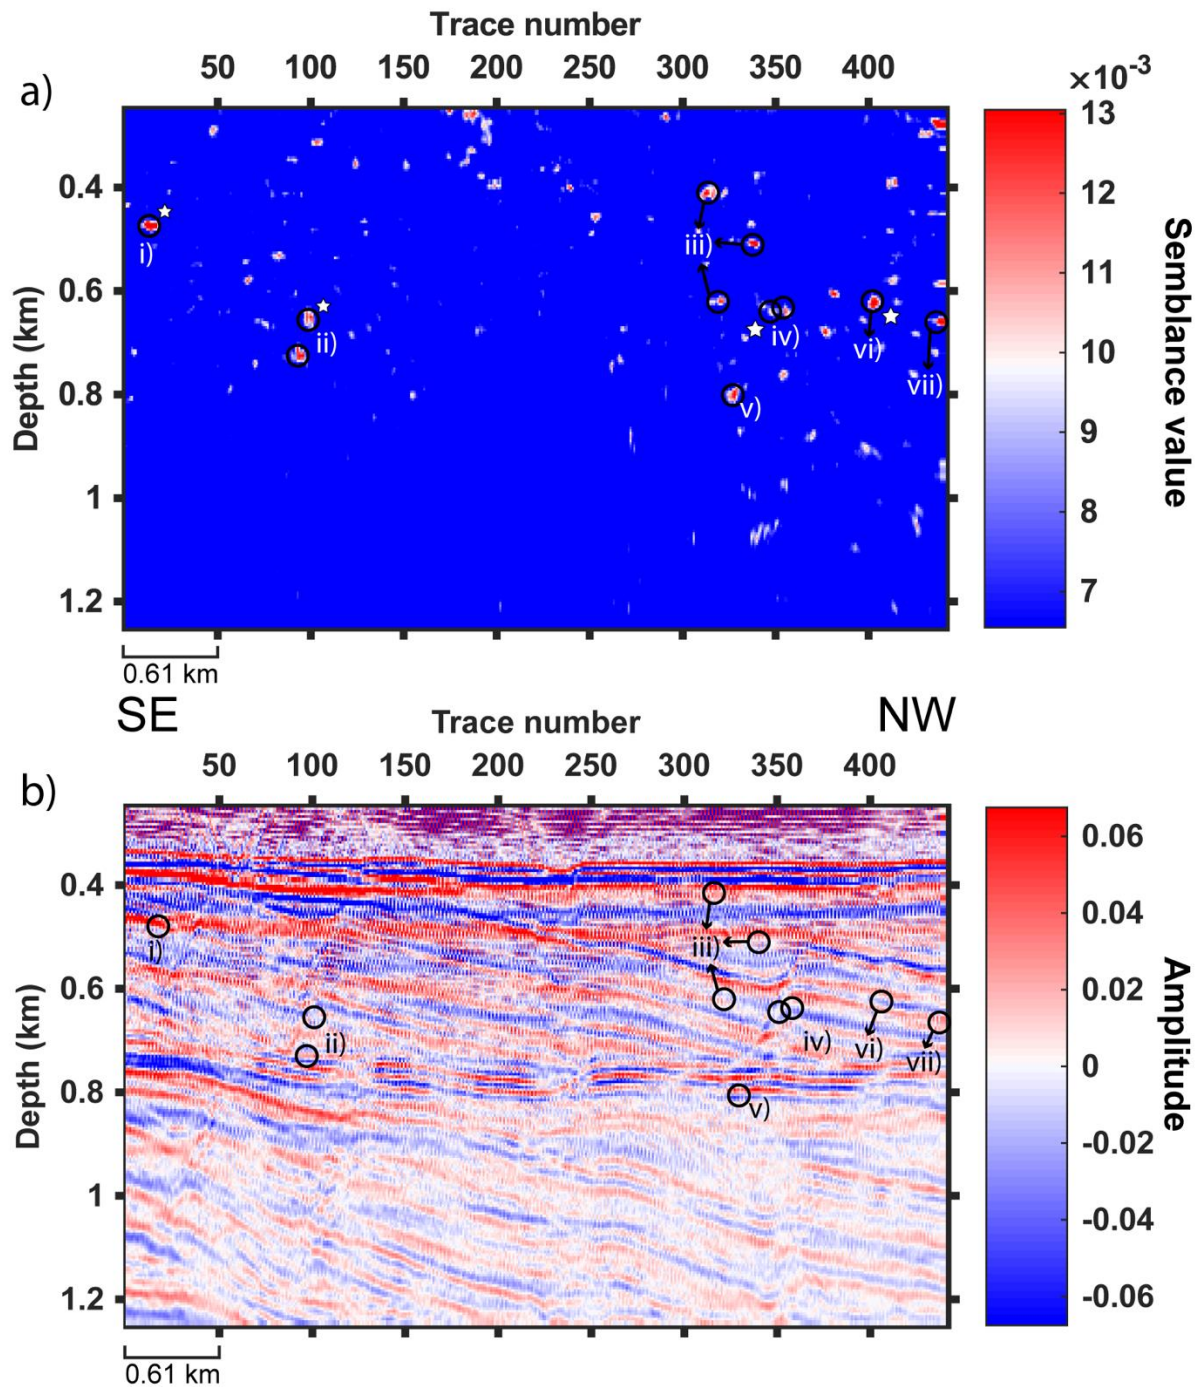 Trace number
50 100 150 200 250 300 350 400
a)
×10-3
13
12
11
10
9
8
7
Semblance value
Depth (km)
0.4
0.6
0.8
1
1.2
i)
ii)
iii)
iv)
v)
vi)
vii)
0.61 km
SE
NW
Trace number
50 100 150 200 250 300 350 400
b)
Depth (km)
0.4
0.6
0.8
1
1.2
i)
ii)
iii)
iv)
v)
vi)
vii)
0.06
0.04
0.02
0
-0.02
-0.04
-0.06
Amplitude
0.61 km